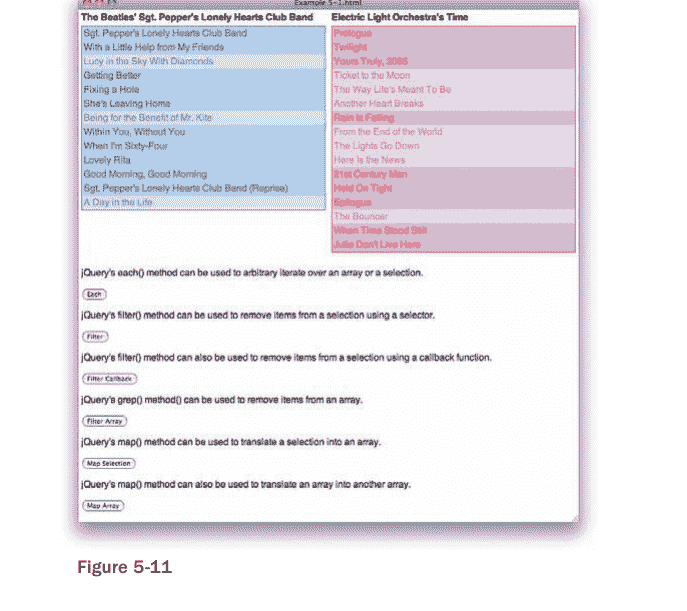 Example 5-1.html
The Beatles' Sgt. Pepper's Lonely Hearts Club Band
Sgt. Pepper's Lonely Hearts Club Band
With a Little Help from My Friends
Lucy in the Sky With Diamonds
Getting Better
Fixing a Hole
She's Leaving Home
Being for the Benefit of Mr. Kite
Within You, Without You
When I'm Sixty-Four
Lovely Rita
Good Morning, Good Morning
Sgt. Pepper's Lonely Hearts Club Band (Reprise)
A Day in the Life
Electric Light Orchestra's Time
Prologue
Twilight
Yours Truly, 2095
Ticket to the Moon
The Way Life's Meant To Be
Another Heart Breaks
Rain is Falling
From the End of the World
The Lights Go Down
Here Is the News
21st Century Man
Hold On Tight
Epilogue
The Bouncer
When Time Stood Still
Julie Don't Live Here
jQuery's each() method can be used to arbitrary iterate over an array or a selection.
Each
jQuery's filter() method can be used to remove items from a selection using a selector.
Filter
jQuery's filter() method can also be used to remove items from a selection using a callback function.
Filter Callback
jQuery's grep() method() can be used to remove items from an array.
Filter Array
jQuery's map() method can be used to translate a selection into an array.
Map Selection
jQuery's map() method can also be used to translate an array into another array.
Map Array
Figure 5-11